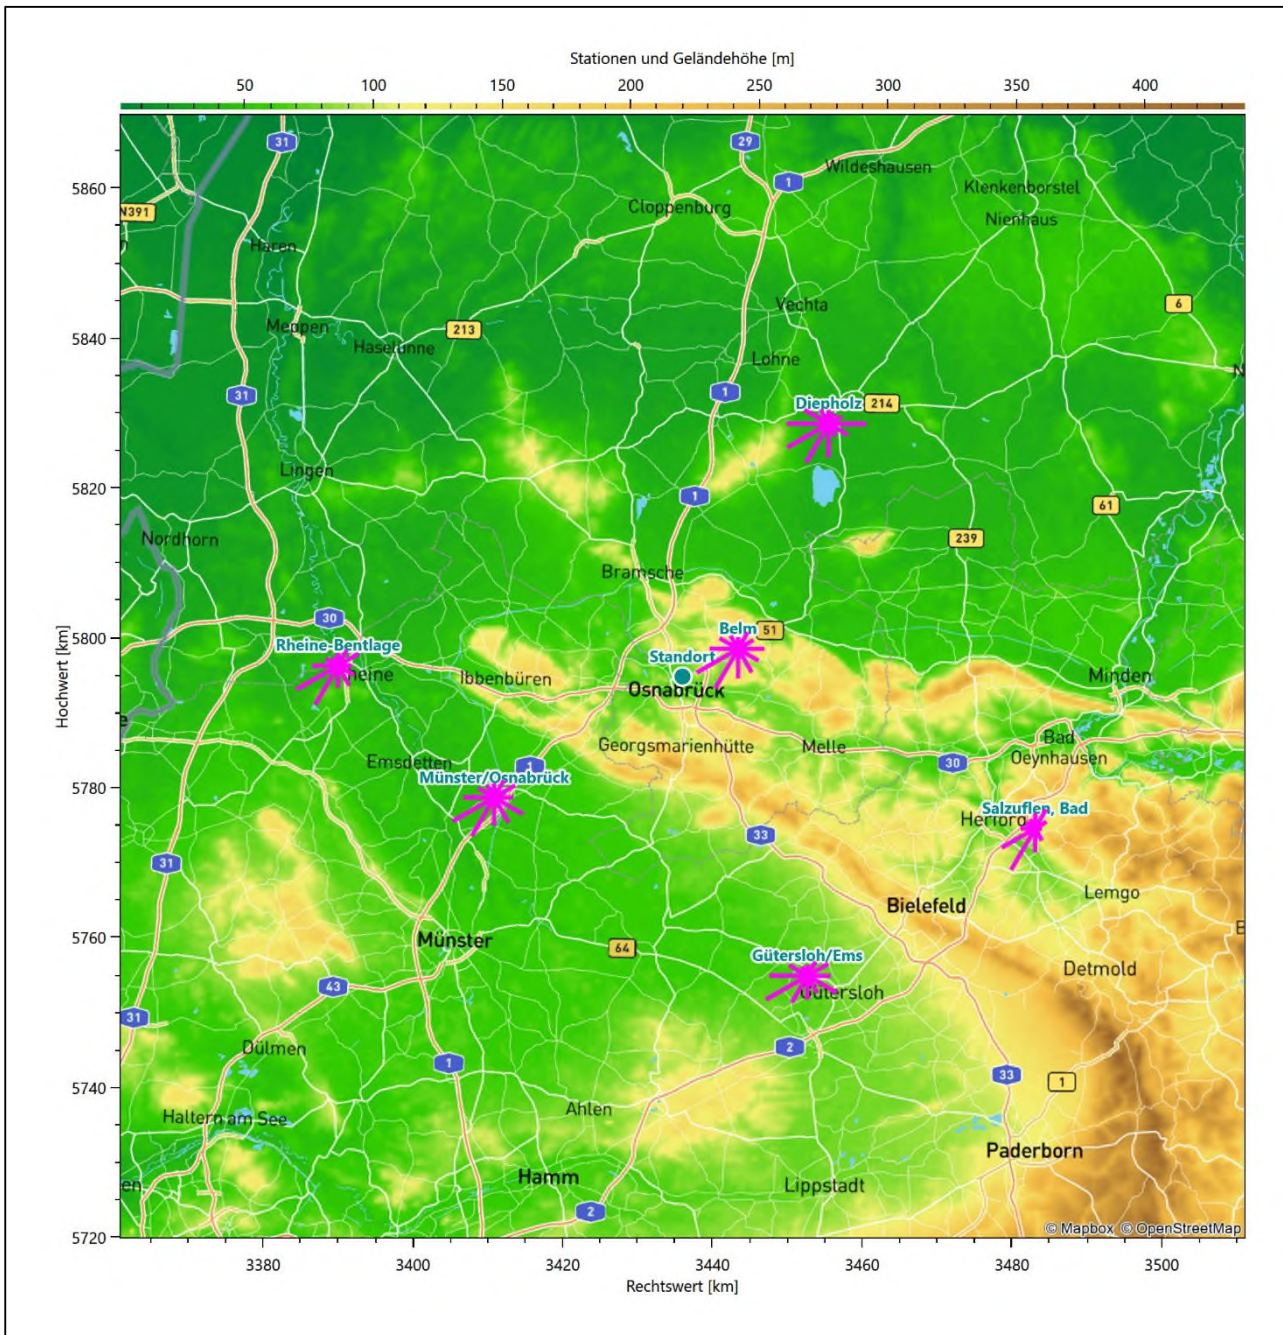 Stationen und Geländehöhe [m]
50 100 150 200 250 300 350 400
31
29
Wildeshausen
1
Klenkenborstel
N391
Cloppenburg
Nienhaus
5860
Haren
Vechta
6
Meppen
213
5840
Haselünne
Lohne
31
1
Diepholz
214
Lingen
5820
1
61
Nordhorn
239
Bramsche
30
Belm
51
5800
Rheine-Bentlage
Standort
Ibbenbüren
Minden
Osnabrück
Hochwert [km]
Georgsmarienhütte
Melle
Bad
Oeynhausen
Emsdetten
1
30
Münster/Osnabrück
5780
Salzuflen, Bad
33
31
Lemgo
Bielefeld
Münster
64
5760
Gütersloh/Ems
Detmold
43
Gütersloh
31
Dülmen
2
1
33
1
5740
Ahlen
Haltern am See
Paderborn
Hamm
Lippstadt
2
5720
© Mapbox © OpenStreetMap
3380 3400 3420 3440 3460 3480 3500
Rechtswert [km]